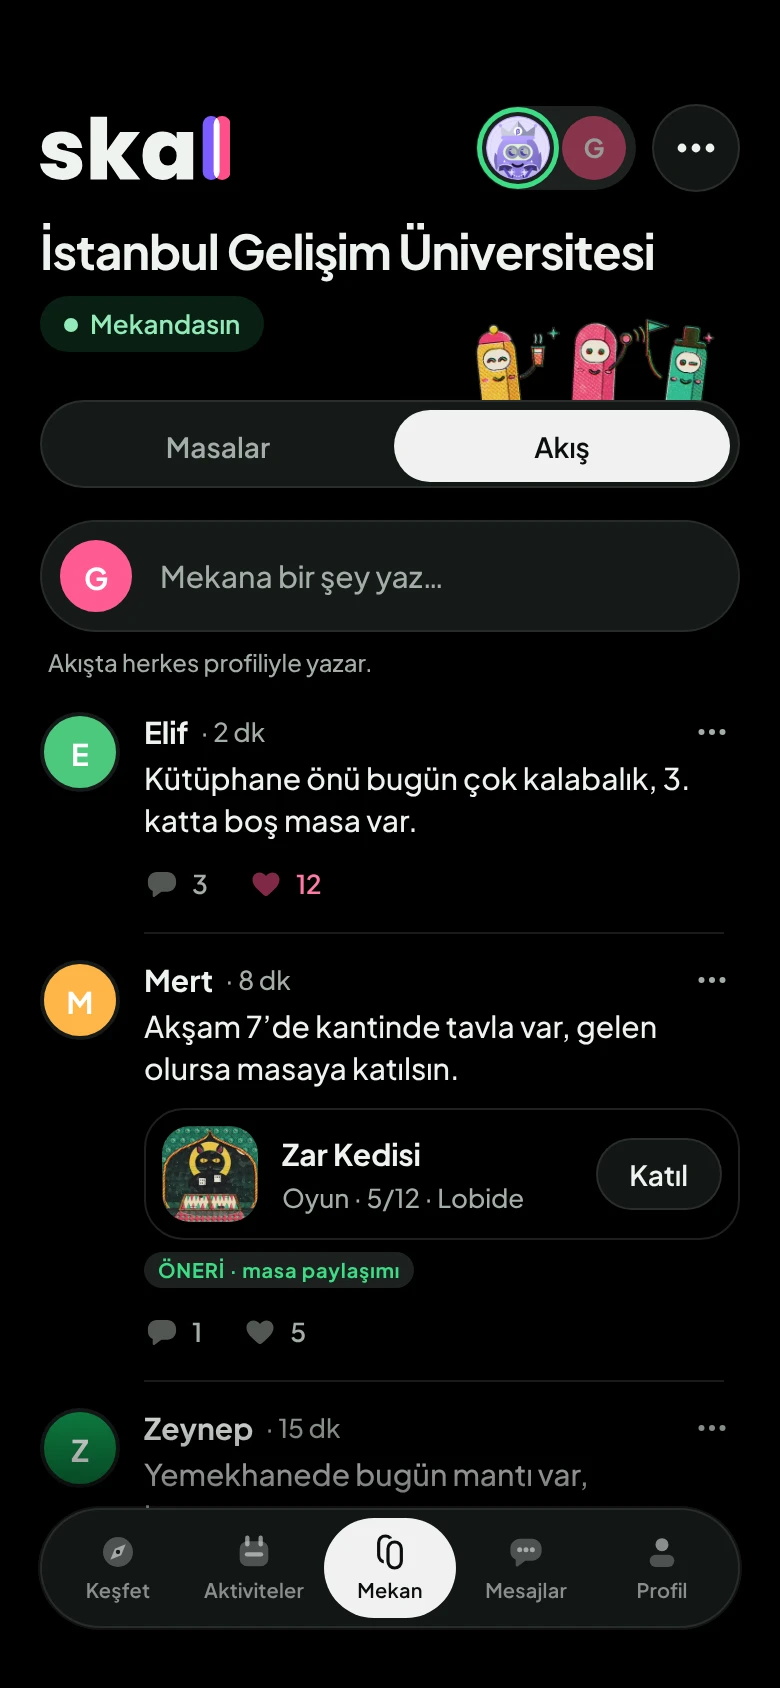 skal
G
İstanbul Gelişim Üniversitesi
Mekandasın
Masalar
Akış
G
Mekana bir şey yaz...
Akışta herkes profiliyle yazar.
E
Elif · 2 dk
Kütüphane önü bugün çok kalabalık, 3.
katta boş masa var.
3
12
M
Mert · 8 dk
Akşam 7’de kantinde tavla var, gelen
olursa masaya katılsın.
Zar Kedisi
Oyun · 5/12 · Lobide
Katıl
ÖNERİ · masa paylaşımı
1
5
Z
Zeynep · 15 dk
Yemekhanede bugün mantı var,
Keşfet
Aktiviteler
Mekan
Mesajlar
Profil